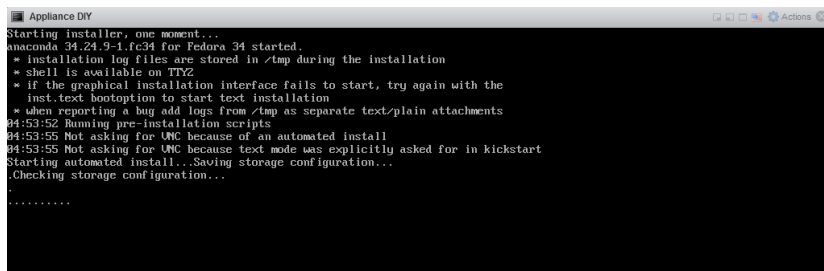 Appliance DIY
Actions
Starting installer, one moment...
anaconda 34.24.9-1.fc34 for Fedora 34 started.
 * installation log files are stored in /tmp during the installation
 * shell is available on TTY2
 * if the graphical installation interface fails to start, try again with the
   inst.text bootoption to start text installation
 * when reporting a bug add logs from /tmp as separate text/plain attachments
04:53:52 Running pre-installation scripts
04:53:55 Not asking for VNC because of an automated install
04:53:55 Not asking for VNC because text mode was explicitly asked for in kickstart
Starting automated install...Saving storage configuration...
.Checking storage configuration...
.
..........